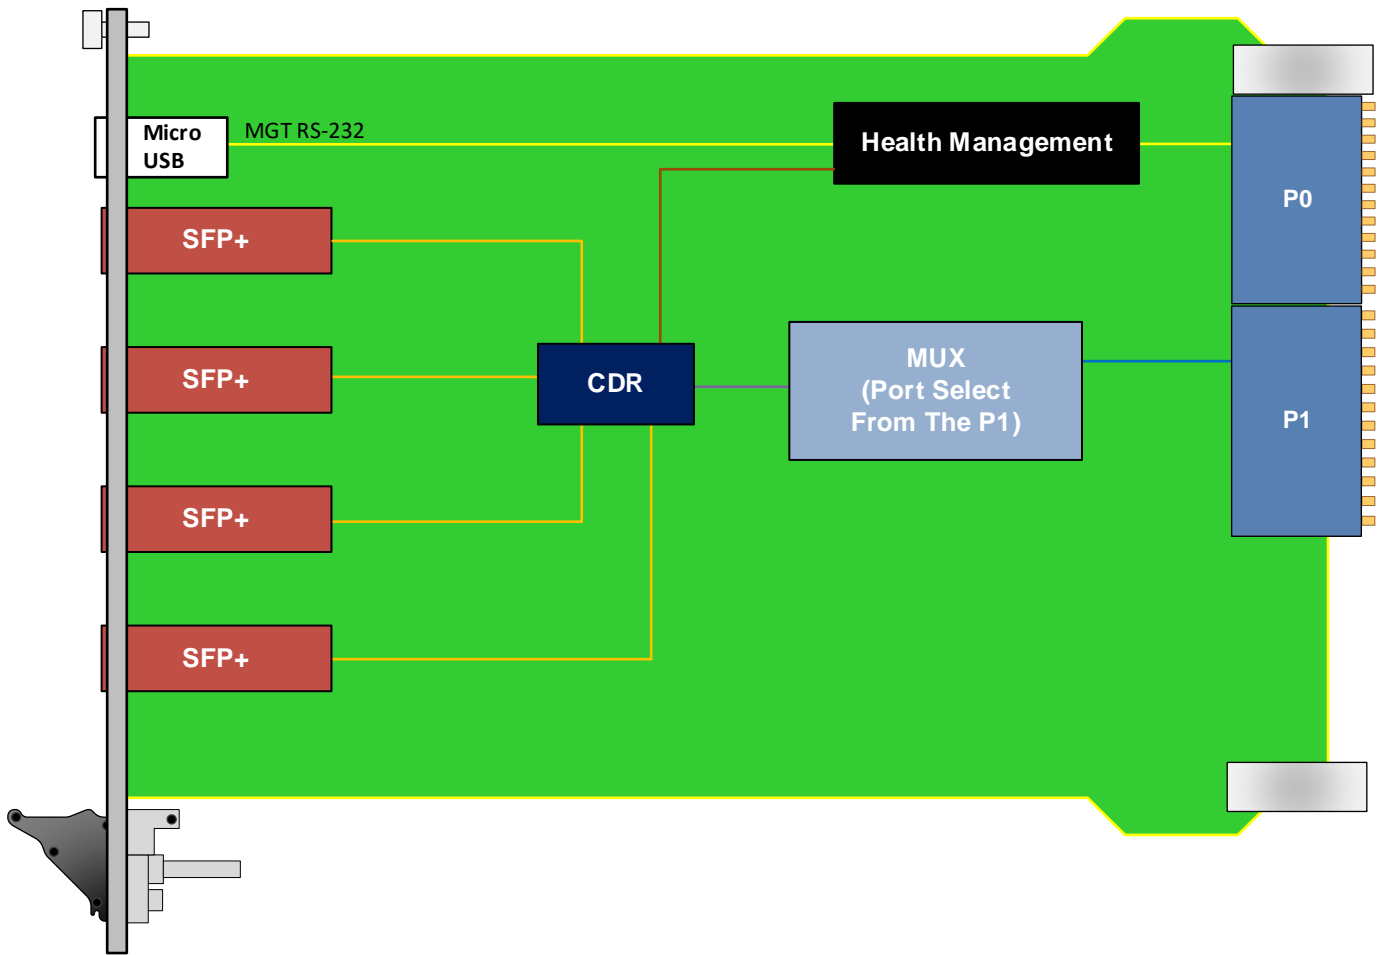 Micro
USB
MGT RS-232
Health Management
P0
SFP+
SFP+
CDR
MUX
(Port Select
From The P1)
P1
SFP+
SFP+